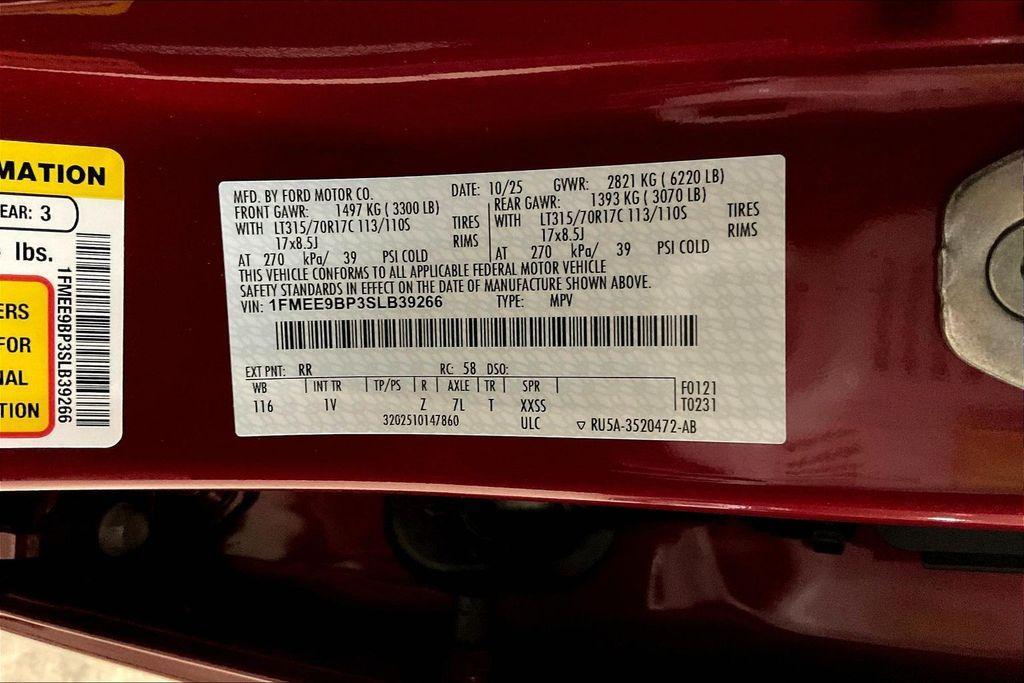 MATION
EAR: 3
lbs.
ERS
FOR
NAL
TION
1FMEE9BP3SLB39266
MFD. BY FORD MOTOR CO. DATE: 10/25 GVWR: 2821 KG ( 6220 LB)
FRONT GAWR: 1497 KG ( 3300 LB) REAR GAWR: 1393 KG ( 3070 LB)
WITH LT315/70R17C 113/110S TIRES WITH LT315/70R17C 113/110S TIRES
17x8.5J RIMS 17x8.5J RIMS
AT 270 kPa/ 39 PSI COLD AT 270 kPa/ 39 PSI COLD
THIS VEHICLE CONFORMS TO ALL APPLICABLE FEDERAL MOTOR VEHICLE
SAFETY STANDARDS IN EFFECT ON THE DATE OF MANUFACTURE SHOWN ABOVE.
VIN: 1FMEE9BP3SLB39266 TYPE: MPV
EXT PNT: RR RC: 58 DSO:
WB INT TR TP/PS R AXLE TR SPR F0121
116 1V Z 7L T XXSS T0231
3202510147860 ULC ▽ RU5A-3520472-AB